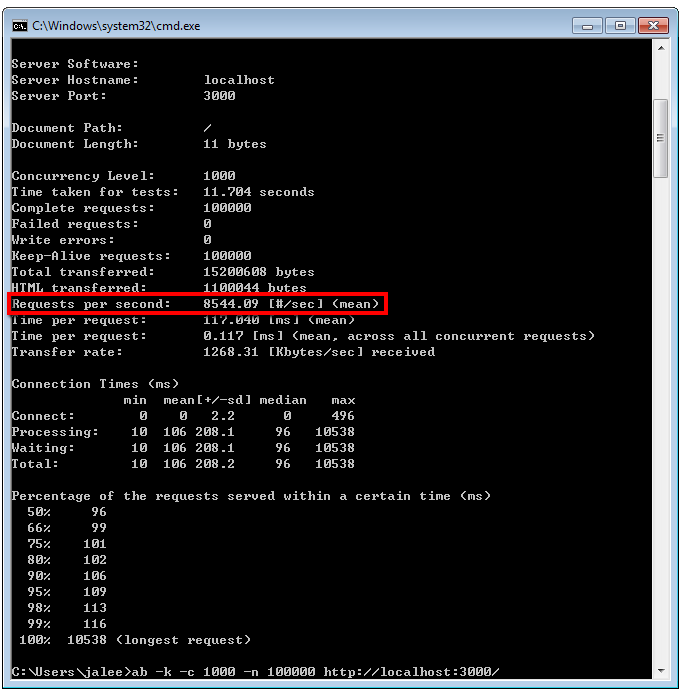 C:\Windows\system32\cmd.exe
Server Software:
Server Hostname:        localhost
Server Port:            3000
Document Path:          /
Document Length:        11 bytes
Concurrency Level:      1000
Time taken for tests:   11.704 seconds
Complete requests:      100000
Failed requests:        0
Write errors:           0
Keep-Alive requests:    100000
Total transferred:      15200608 bytes
HTML transferred:       1100044 bytes
Requests per second:    8544.09 [#/sec] (mean)
Time per request:       117.040 [ms] (mean)
Time per request:       0.117 [ms] (mean, across all concurrent requests)
Transfer rate:          1268.31 [Kbytes/sec] received
Connection Times (ms)
              min  mean[+/-sd] median   max
Connect:        0    0   2.2      0     496
Processing:    10  106 208.1     96   10538
Waiting:       10  106 208.1     96   10538
Total:         10  106 208.2     96   10538
Percentage of the requests served within a certain time (ms)
  50%     96
  66%     99
  75%    101
  80%    102
  90%    106
  95%    109
  98%    113
  99%    116
 100%  10538 (longest request)
C:\Users\jalee>ab -k -c 1000 -n 100000 http://localhost:3000/